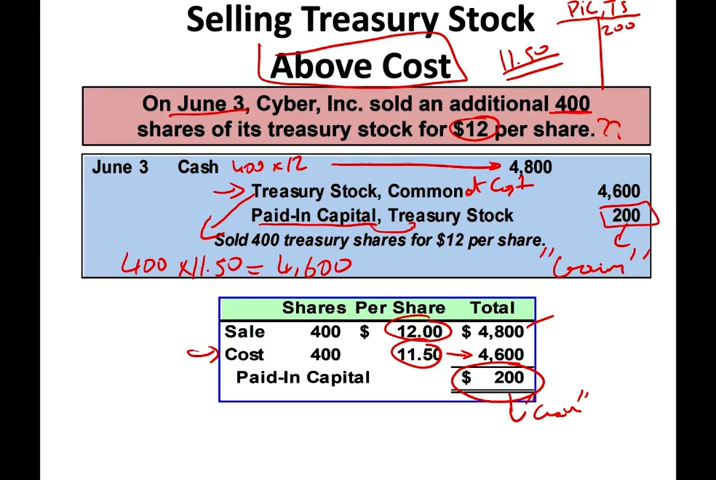 Selling Treasury Stock
Above Cost
PiC, TS
200
11.50
On June 3, Cyber, Inc. sold an additional 400
shares of its treasury stock for $12 per share. ??
June 3 Cash 400 x 12 4,800
Treasury Stock, Common at Cost 4,600
Paid-In Capital, Treasury Stock 200
Sold 400 treasury shares for $12 per share.
400 x 11.50 = 4,600 "Gain"
Shares Per Share Total
Sale 400 $ 12.00 $ 4,800
Cost 400 11.50 4,600
Paid-In Capital $ 200
"Gain"